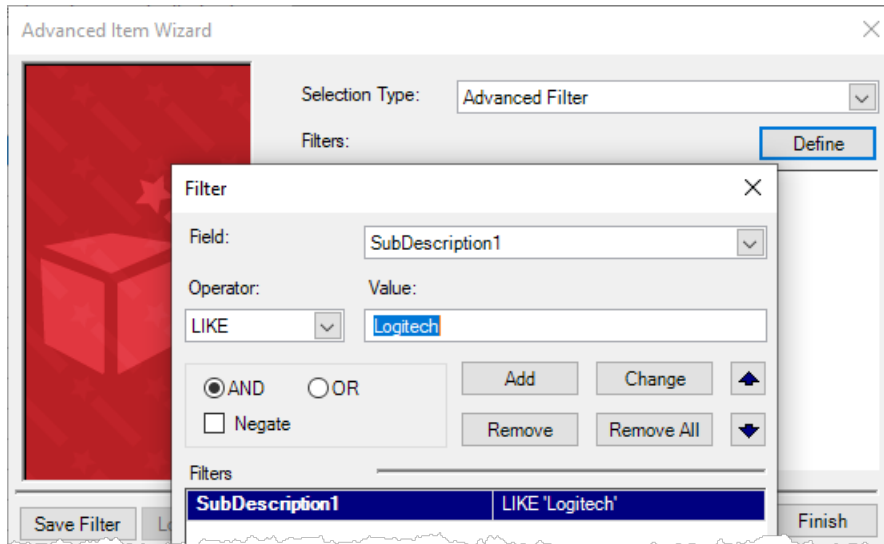 Advanced Item Wizard
Selection Type: Advanced Filter
Filters: Define
Filter
Field: SubDescription1
Operator: Value:
LIKE Logitech
AND OR Add Change
Negate Remove Remove All
Filters
SubDescription1 LIKE 'Logitech'
Save Filter Finish